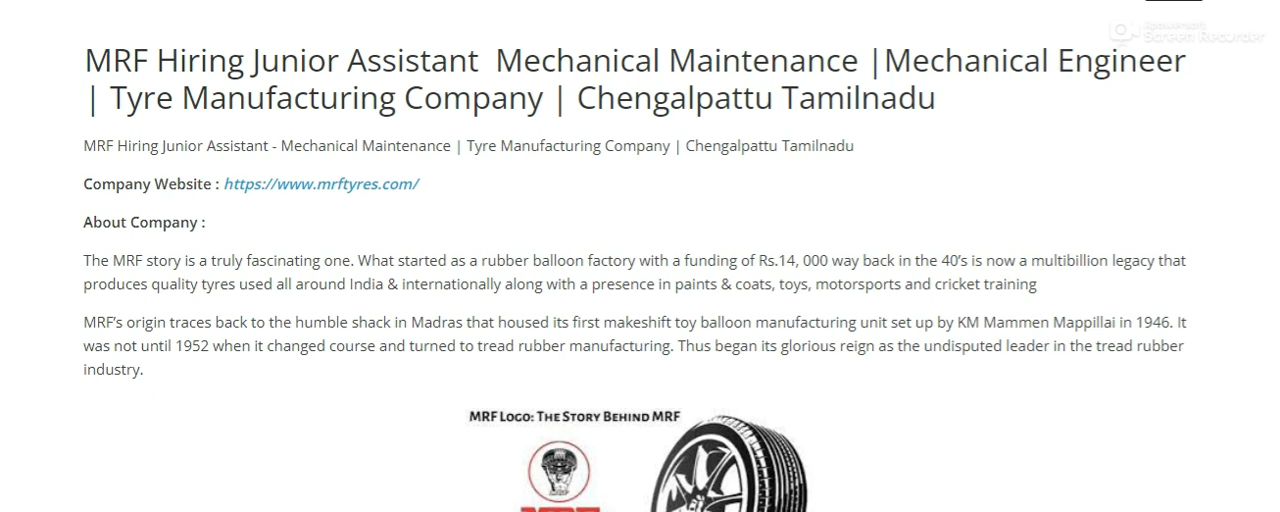 Apowersoft
Screen Recorder
MRF Hiring Junior Assistant  Mechanical Maintenance |Mechanical Engineer
| Tyre Manufacturing Company | Chengalpattu Tamilnadu
MRF Hiring Junior Assistant - Mechanical Maintenance | Tyre Manufacturing Company | Chengalpattu Tamilnadu
Company Website : https://www.mrftyres.com/
About Company :
The MRF story is a truly fascinating one. What started as a rubber balloon factory with a funding of Rs.14, 000 way back in the 40’s is now a multibillion legacy that
produces quality tyres used all around India & internationally along with a presence in paints & coats, toys, motorsports and cricket training
MRF’s origin traces back to the humble shack in Madras that housed its first makeshift toy balloon manufacturing unit set up by KM Mammen Mappillai in 1946. It
was not until 1952 when it changed course and turned to tread rubber manufacturing. Thus began its glorious reign as the undisputed leader in the tread rubber
industry.
MRF Logo: The Story Behind MRF
MRF